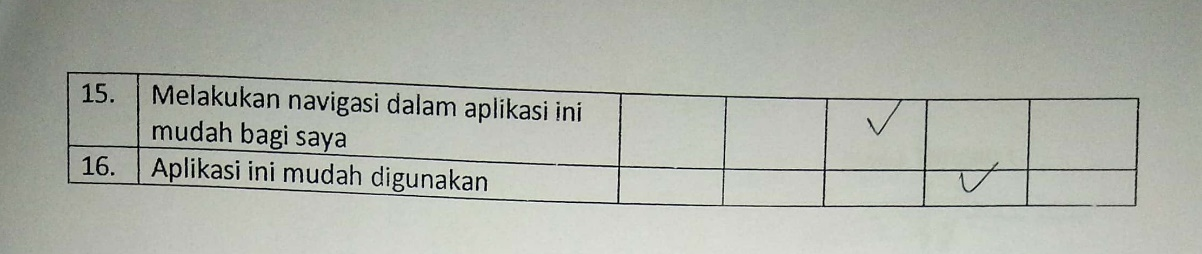 15. Melakukan navigasi dalam aplikasi ini
mudah bagi saya
16. Aplikasi ini mudah digunakan